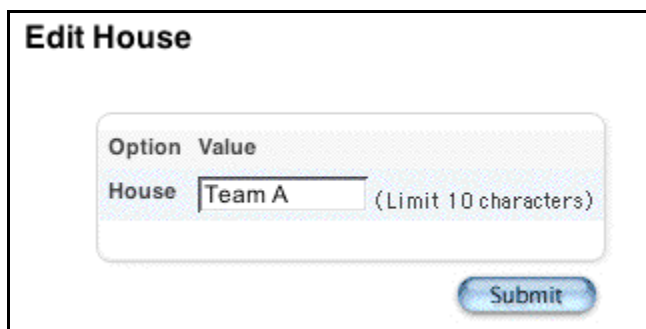 Edit House
Option Value
House Team A (Limit 10 characters)
Submit